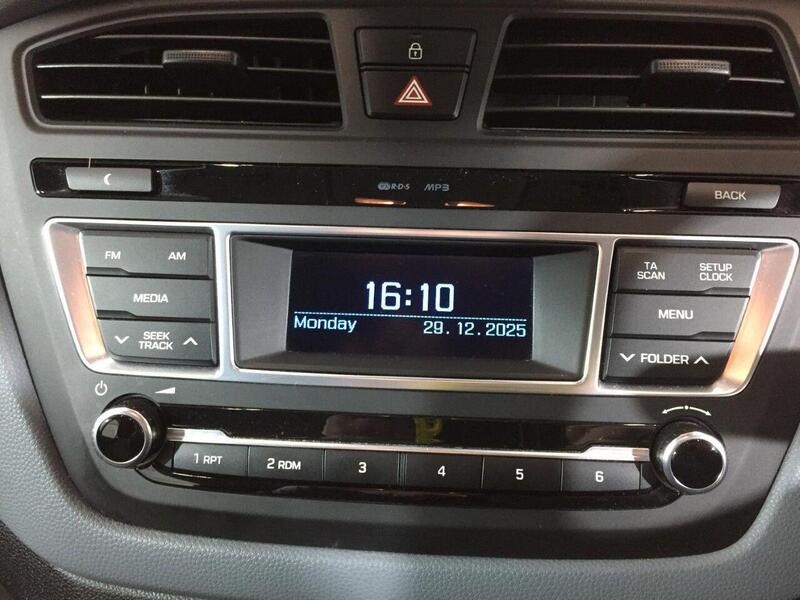 R·D·S MP3
BACK
FM AM
MEDIA
SEEK
TRACK
16:10
Monday 29.12.2025
TA
SCAN
SETUP
CLOCK
MENU
FOLDER
1 RPT 2 RDM 3 4 5 6